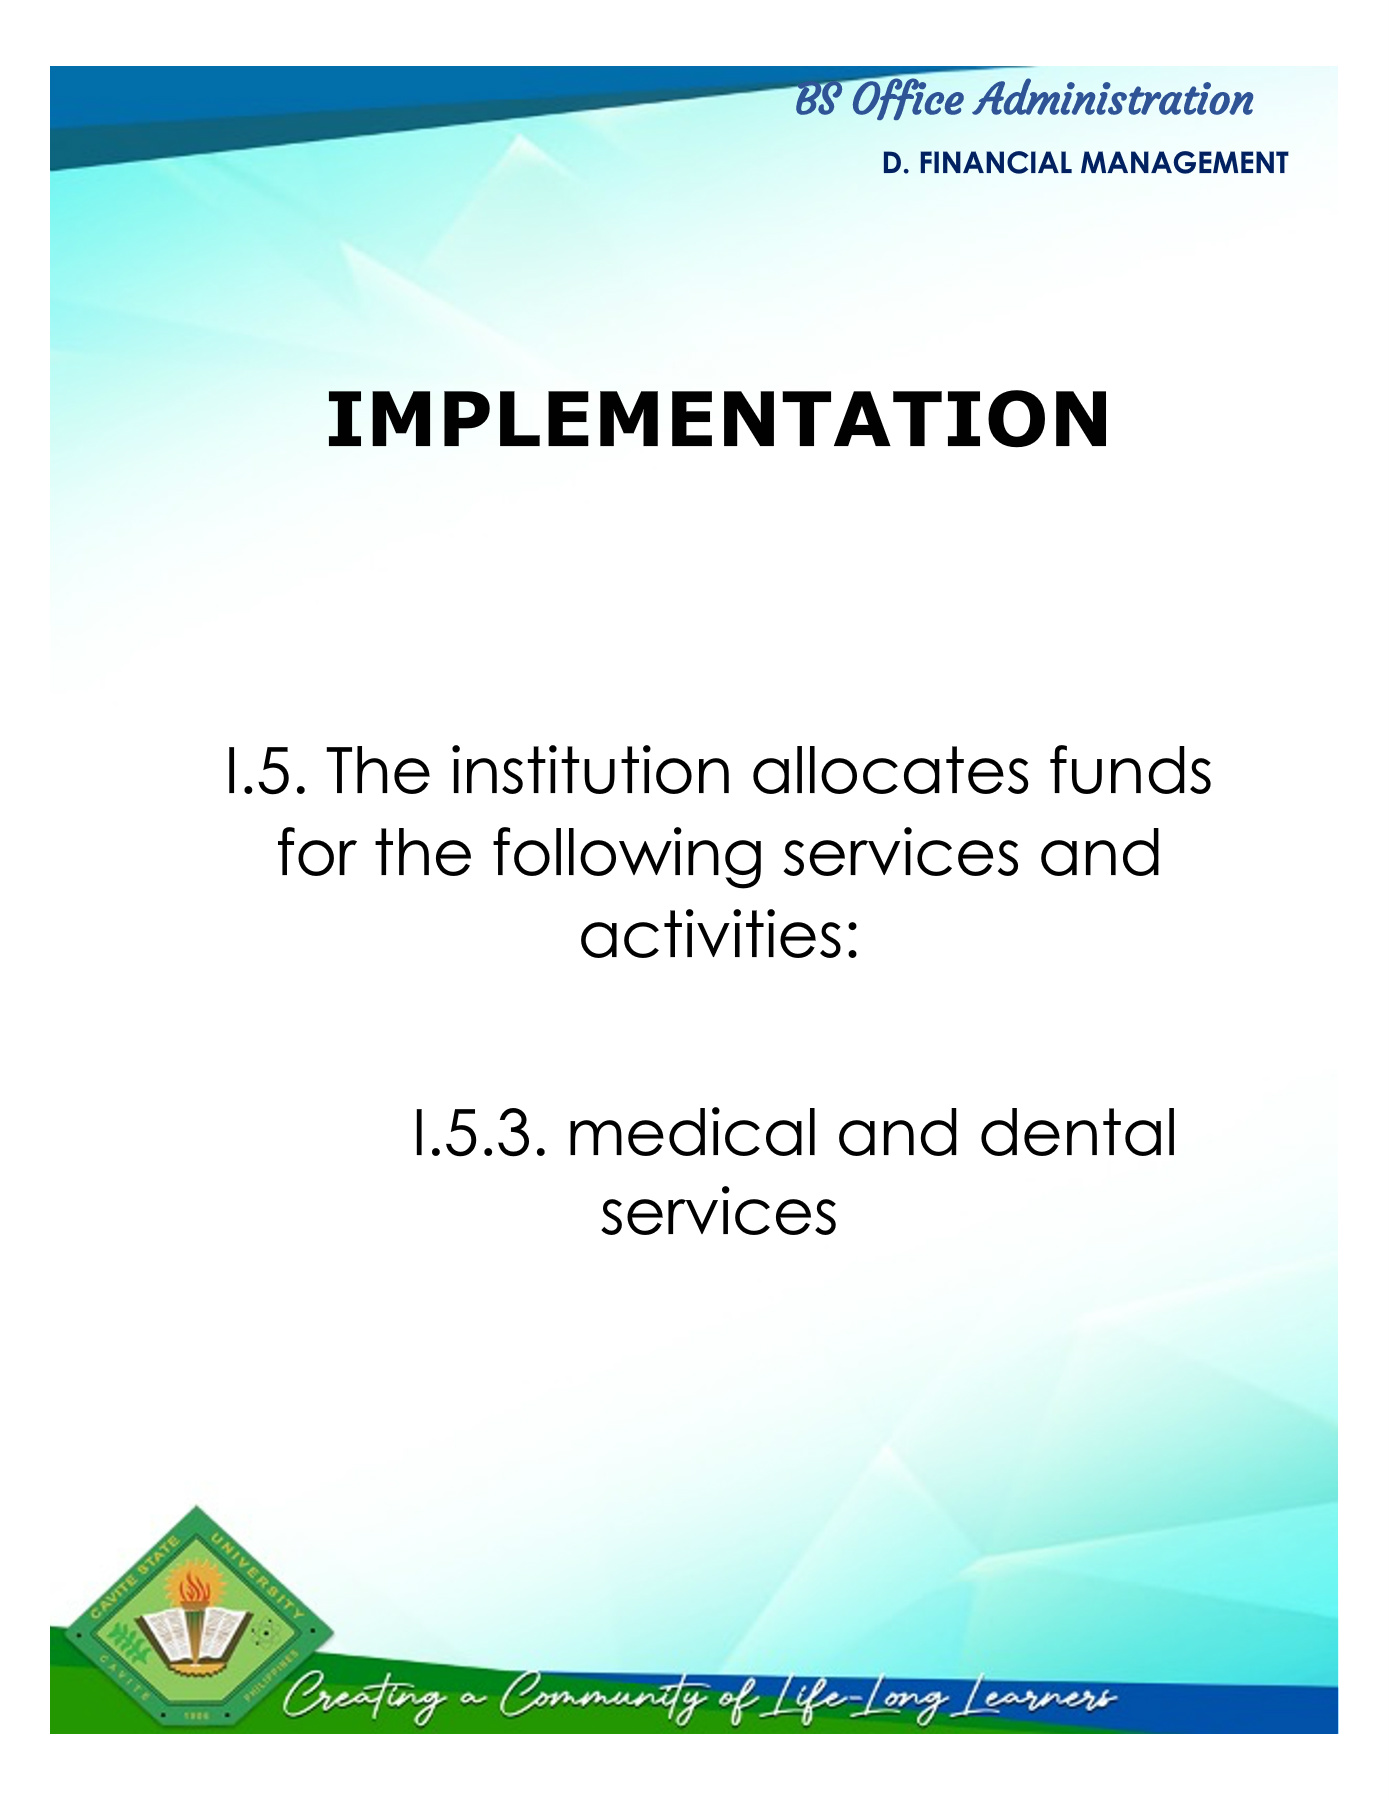 BS Office Administration
D. FINANCIAL MANAGEMENT
IMPLEMENTATION
I.5. The institution allocates funds
for the following services and
activities:
I.5.3. medical and dental
services
CAVITE STATE UNIVERSITY
CAVITE PHILIPPINES
1906
Creating a Community of Life-Long Learners